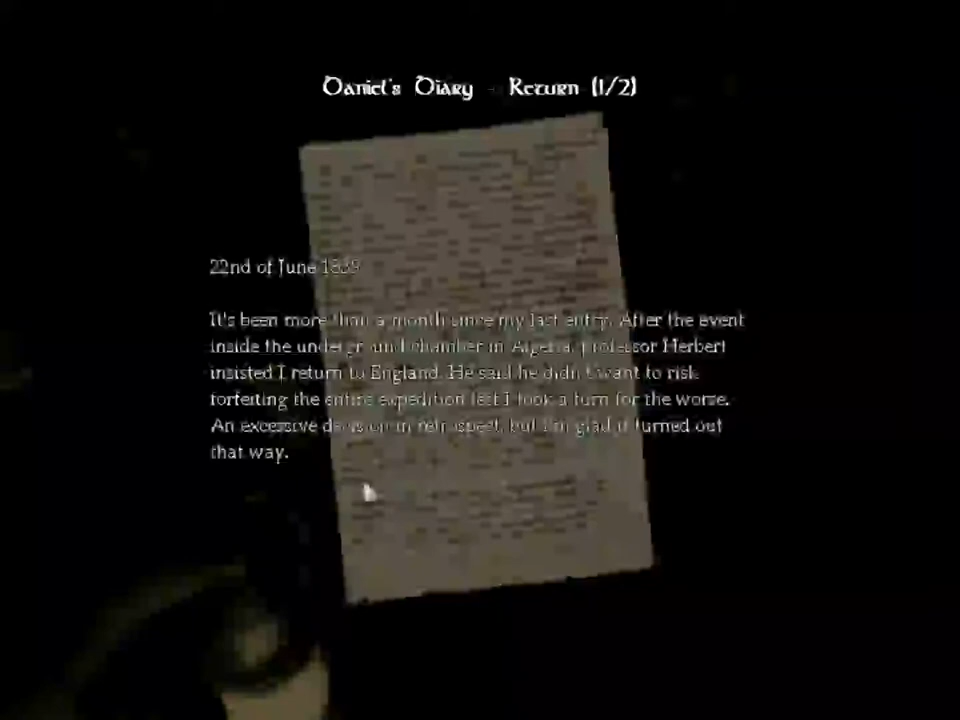 Daniel's Diary - Return (1/2)
22nd of June 1839
It's been more than a month since my last entry. After the event
inside the underground chamber in Algeria, professor Herbert
insisted I return to England. He said he didn't want to risk
forfeiting the entire expedition lest I took a turn for the worse.
An excessive decision in retrospect, but I'm glad it turned out
that way.